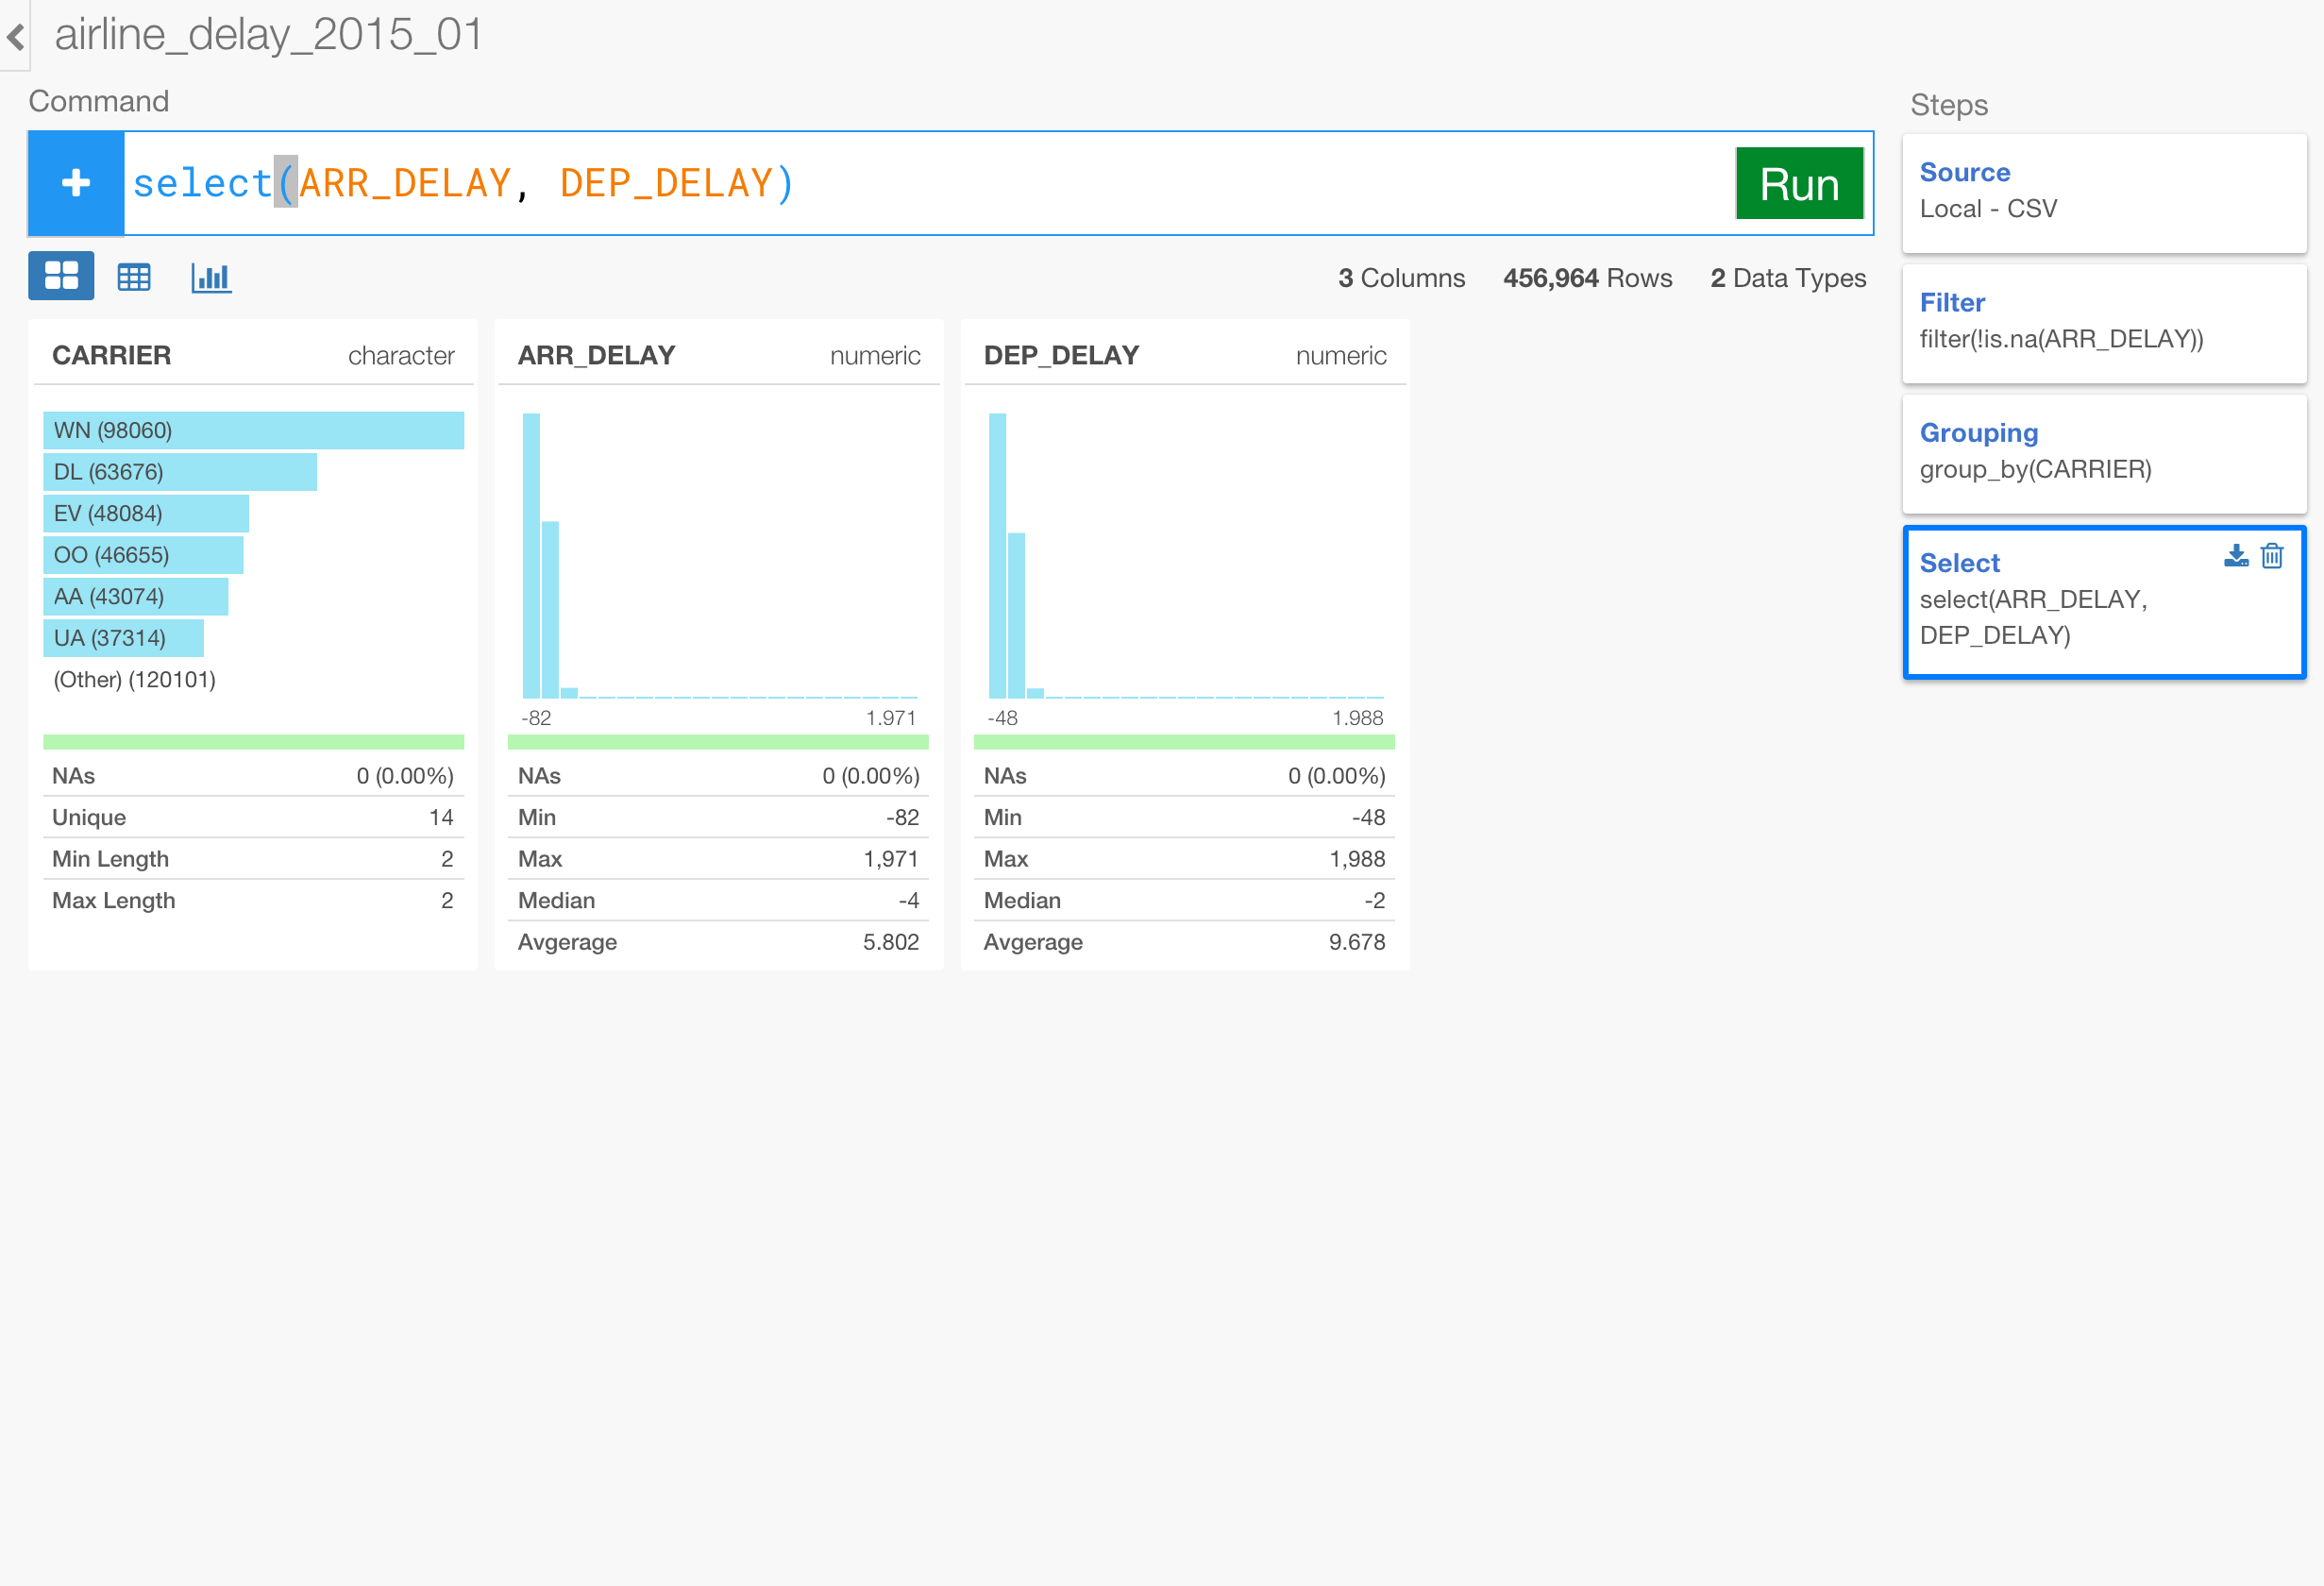 airline_delay_2015_01
Command
+ select(ARR_DELAY, DEP_DELAY) Run
3 Columns 456,964 Rows 2 Data Types
CARRIER character
WN (98060)
DL (63676)
EV (48084)
OO (46655)
AA (43074)
UA (37314)
(Other) (120101)
NAs 0 (0.00%)
Unique 14
Min Length 2
Max Length 2
ARR_DELAY numeric
-82 1.971
NAs 0 (0.00%)
Min -82
Max 1,971
Median -4
Avgerage 5.802
DEP_DELAY numeric
-48 1.988
NAs 0 (0.00%)
Min -48
Max 1,988
Median -2
Avgerage 9.678
Steps
Source
Local - CSV
Filter
filter(!is.na(ARR_DELAY))
Grouping
group_by(CARRIER)
Select
select(ARR_DELAY,
DEP_DELAY)